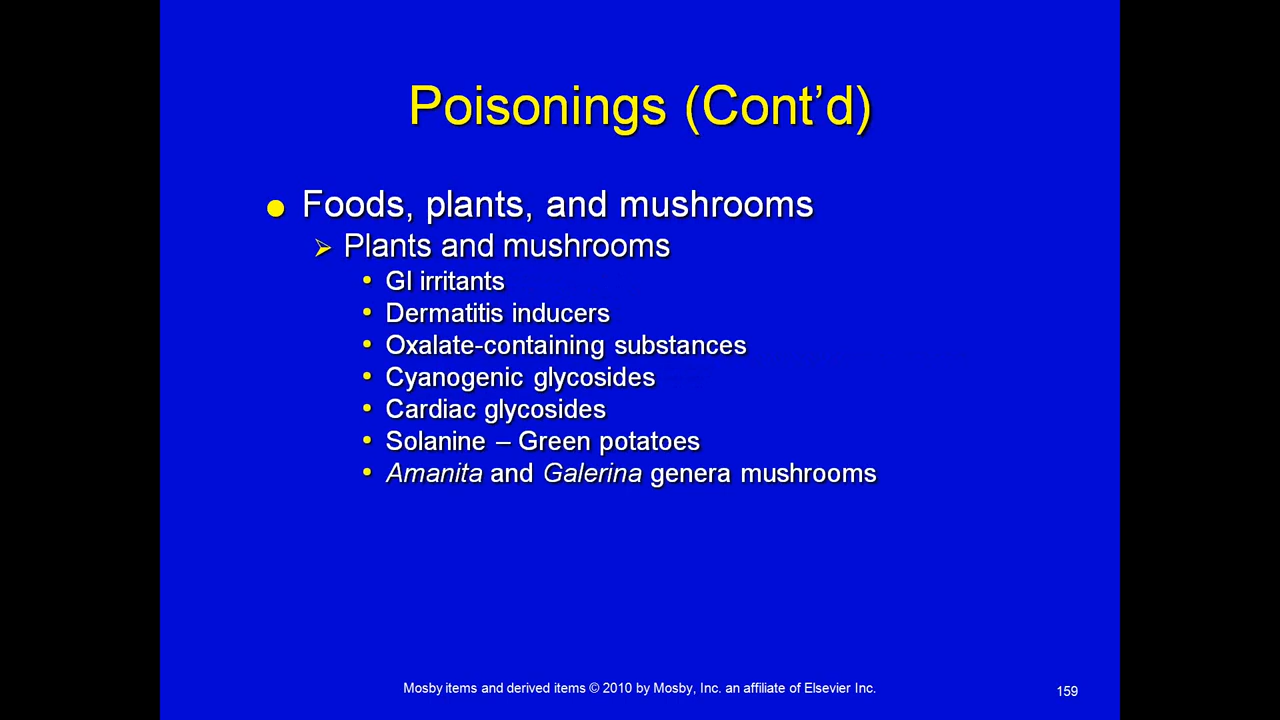 Poisonings (Cont’d)
Foods, plants, and mushrooms
Plants and mushrooms
GI irritants
Dermatitis inducers
Oxalate-containing substances
Cyanogenic glycosides
Cardiac glycosides
Solanine – Green potatoes
Amanita and Galerina genera mushrooms
Mosby items and derived items © 2010 by Mosby, Inc. an affiliate of Elsevier Inc.
159